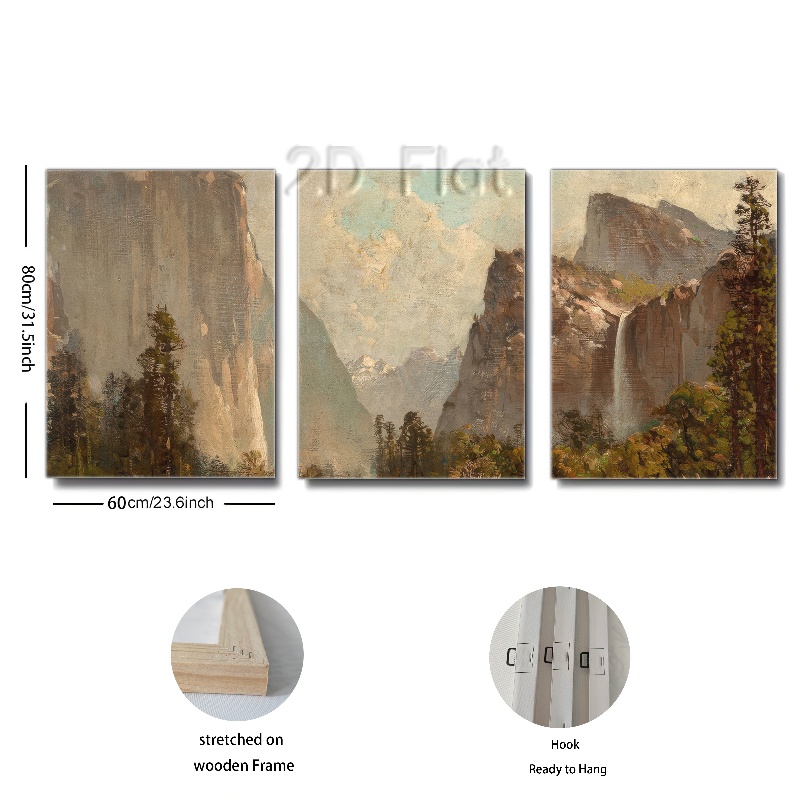 2D Flat
80cm/31.5inch
60cm/23.6inch
stretched on
wooden Frame
Hook
Ready to Hang